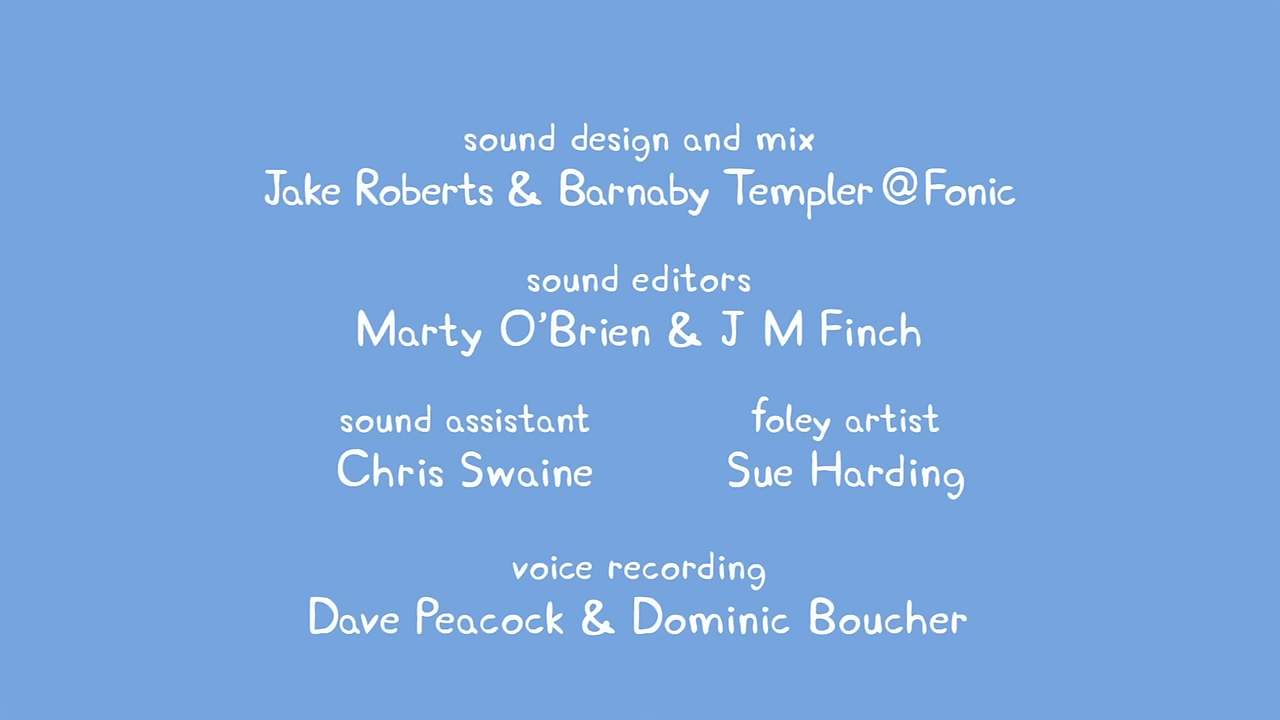 sound design and mix
Jake Roberts & Barnaby Templer @Fonic
sound editors
Marty O'Brien & J M Finch
sound assistant
Chris Swaine
foley artist
Sue Harding
voice recording
Dave Peacock & Dominic Boucher